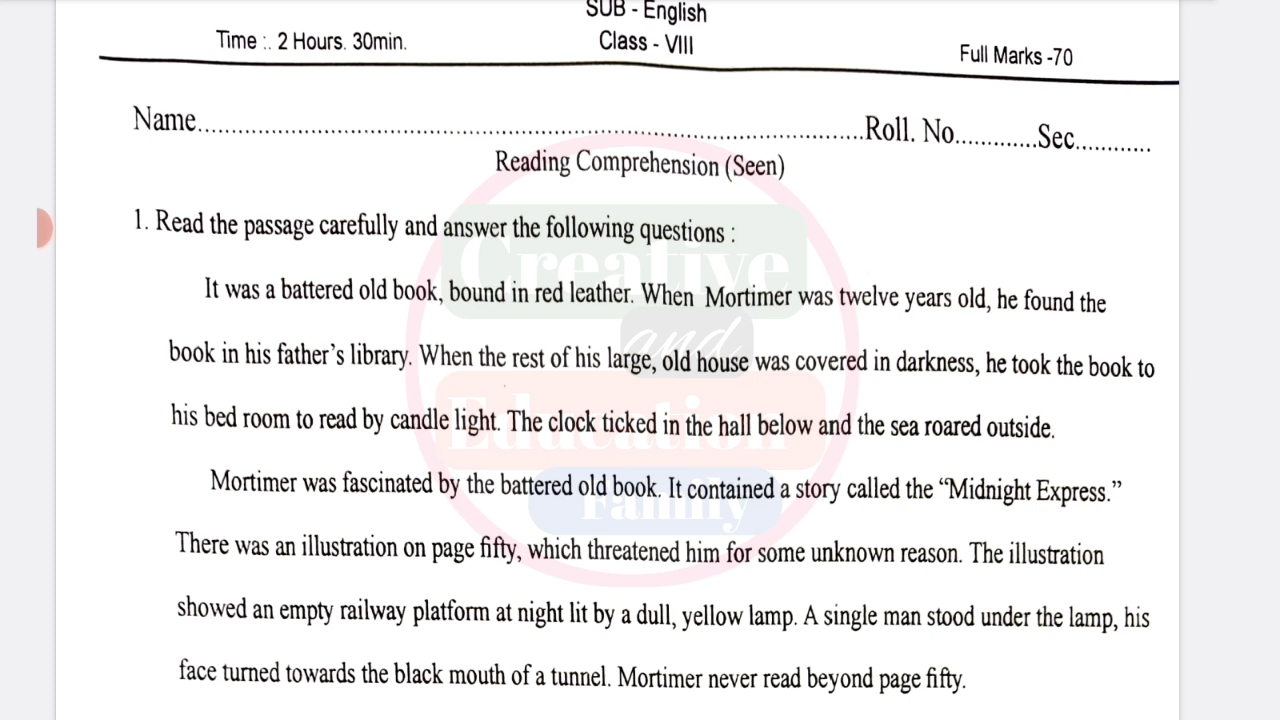 SUB - English
Time :. 2 Hours. 30min.
Class - VIII
Full Marks -70
Name.......................................................................................................Roll. No.............Sec............
Reading Comprehension (Seen)
1. Read the passage carefully and answer the following questions :
Creative
It was a battered old book, bound in red leather. When Mortimer was twelve years old, he found the
and
book in his father's library. When the rest of his large, old house was covered in darkness, he took the book to
Education
his bed room to read by candle light. The clock ticked in the hall below and the sea roared outside.
Mortimer was fascinated by the battered old book. It contained a story called the “Midnight Express.”
Family
There was an illustration on page fifty, which threatened him for some unknown reason. The illustration
showed an empty railway platform at night lit by a dull, yellow lamp. A single man stood under the lamp, his
face turned towards the black mouth of a tunnel. Mortimer never read beyond page fifty.